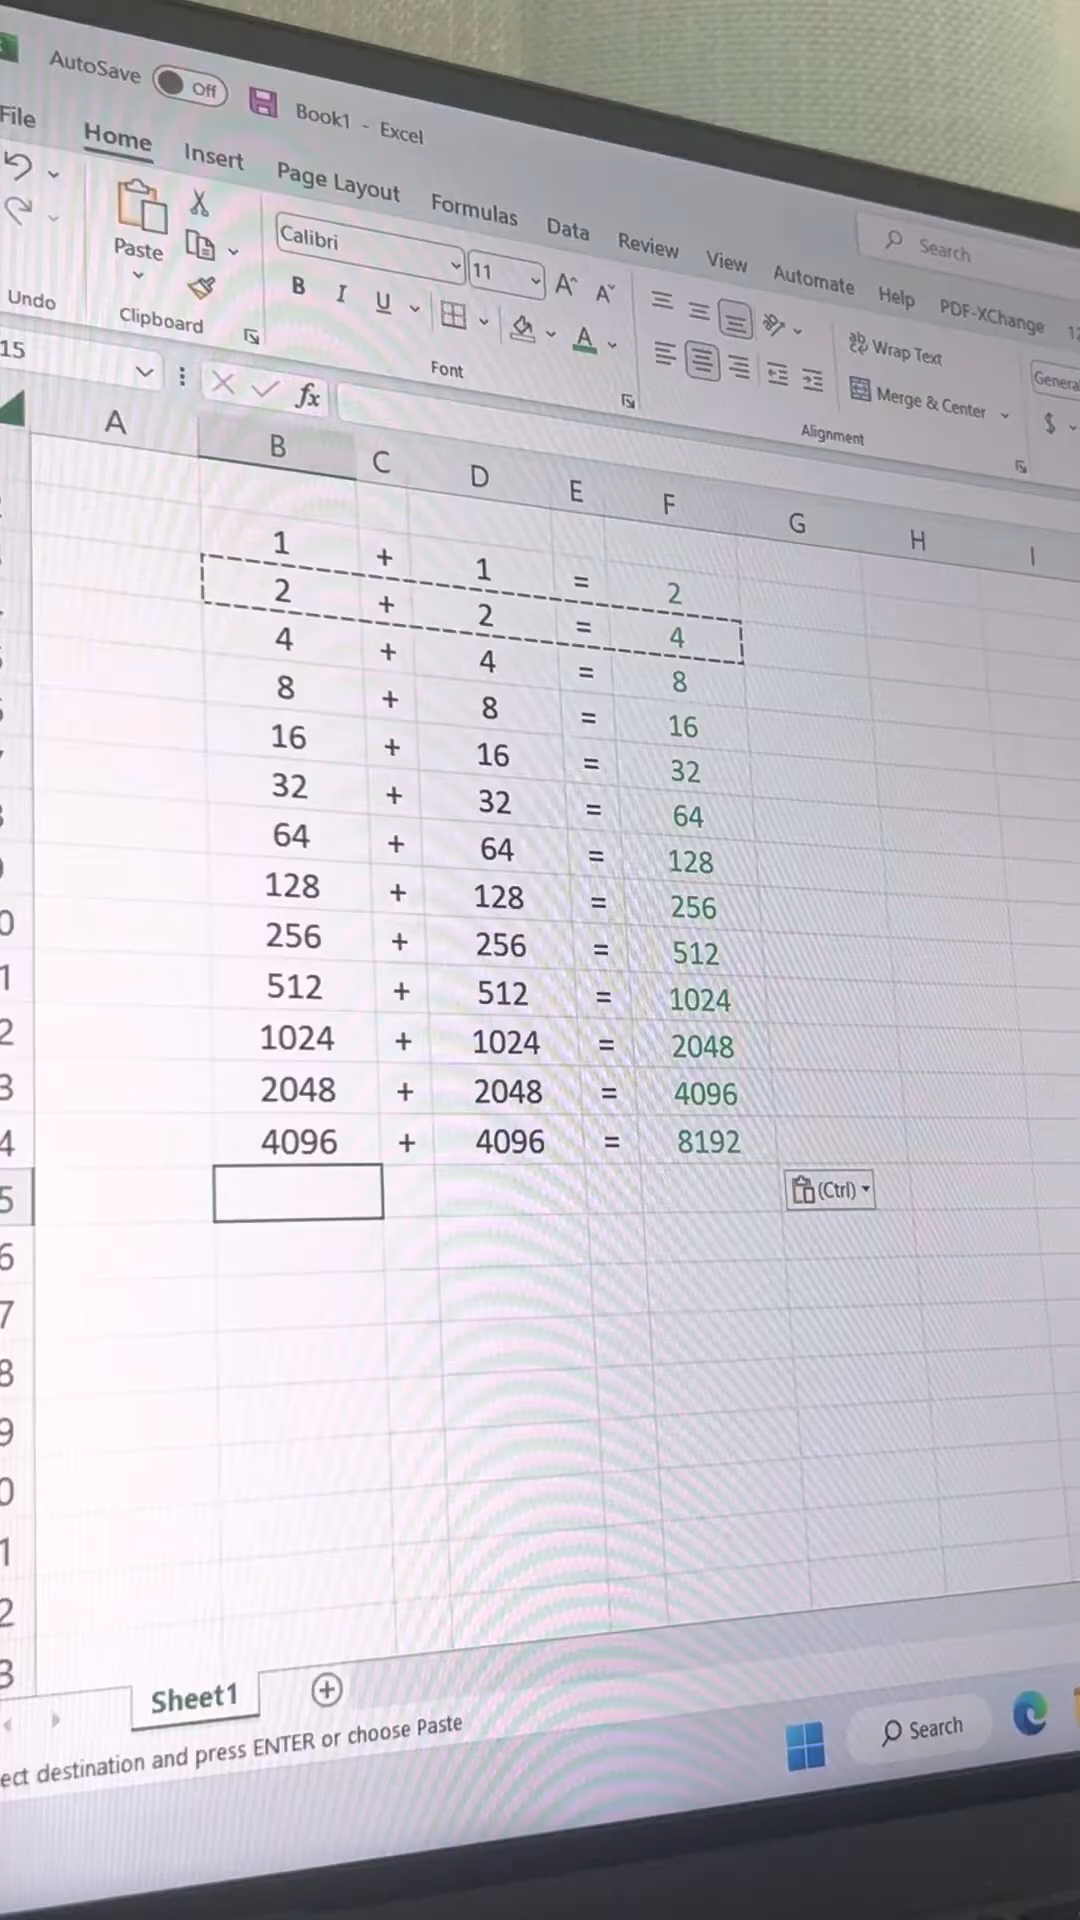 AutoSave Off Book1 - Excel
File Home Insert Page Layout Formulas Data Review View Automate Help PDF-XChange
Search
Paste
Calibri 11
B I U
ab Wrap Text
Merge & Center
General
$
Undo Clipboard Font Alignment
15 fx
A B C D E F G H I
1 + 1 = 2
2 + 2 = 4
4 + 4 = 8
8 + 8 = 16
16 + 16 = 32
32 + 32 = 64
64 + 64 = 128
128 + 128 = 256
256 + 256 = 512
512 + 512 = 1024
1024 + 1024 = 2048
2048 + 2048 = 4096
4096 + 4096 = 8192
(Ctrl)
Sheet1
ect destination and press ENTER or choose Paste
Search